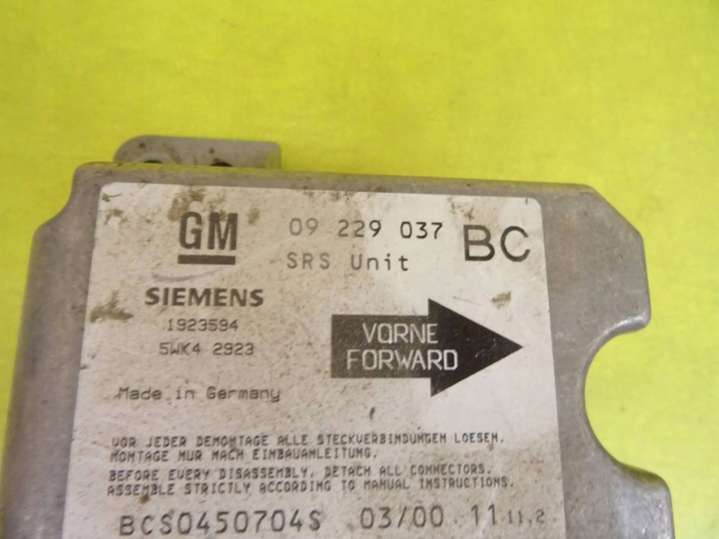 GM 09 229 037 BC
SRS Unit
SIEMENS
1923594
5WK4 2923
VORNE
FORWARD
Made in Germany
VOR JEDER DEMONTAGE ALLE STECKVERBINDUNGEN LOESEN.
MONTAGE NUR NACH EINBAUANLEITUNG.
BEFORE EVERY DISASSEMBLY, DETACH ALL CONNECTORS.
ASSEMBLE STRICTLY ACCORDING TO MANUAL INSTRUCTIONS.
BCS0450704S 03/00 11 11.2